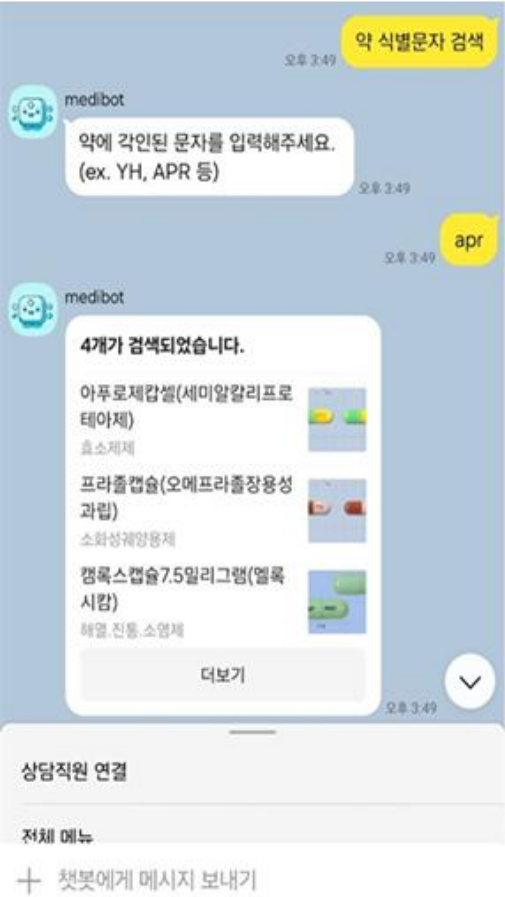 약 식별문자 검색
오후 3:49
medibot
약에 각인된 문자를 입력해주세요.
(ex. YH, APR 등)
오후 3:49
apr
오후 3:49
medibot
4개가 검색되었습니다.
아푸로제캅셀(세미알칼리프로
테아제)
효소제제
프라졸캡슐(오메프라졸장용성
과립)
소화성궤양용제
캠록스캡슐7.5밀리그램(멜록
시캄)
해열.진통.소염제
더보기
오후 3:49
상담직원 연결
전체 메뉴
챗봇에게 메시지 보내기